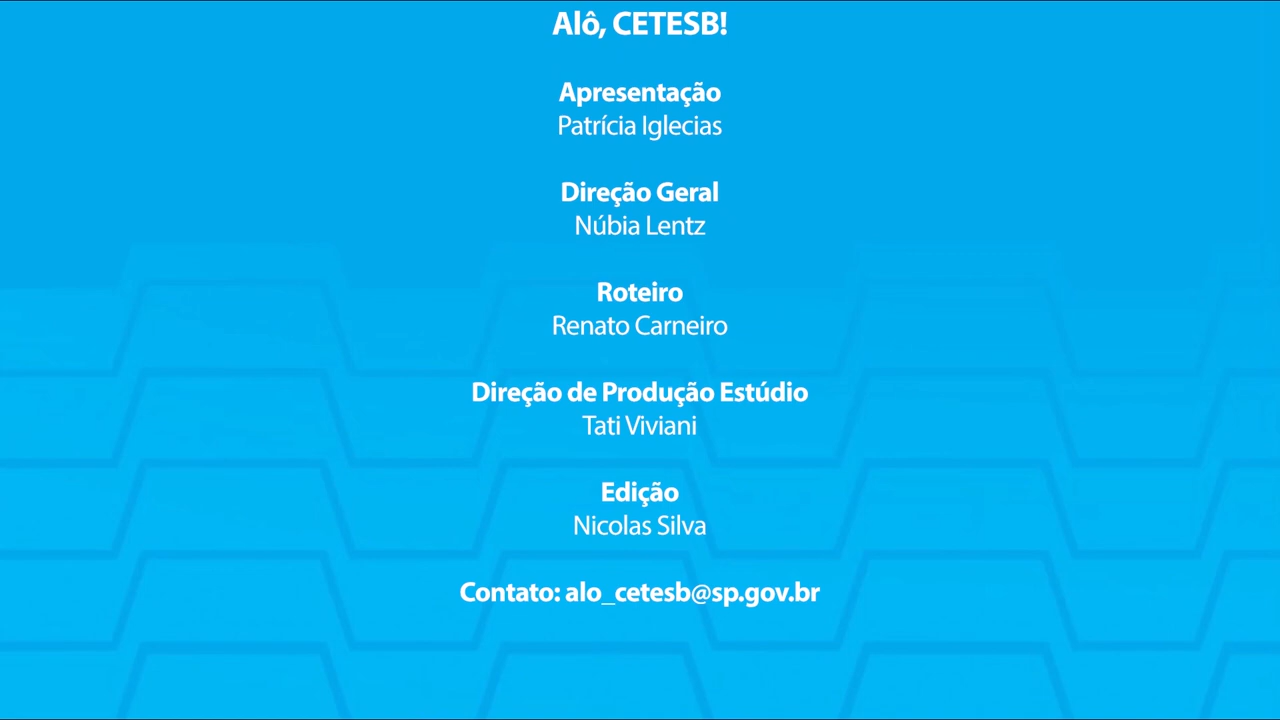 Alô, CETESB!
Apresentação
Patrícia Iglecias
Direção Geral
Núbia Lentz
Roteiro
Renato Carneiro
Direção de Produção Estúdio
Tati Viviani
Edição
Nicolas Silva
Contato: alo_cetesb@sp.gov.br